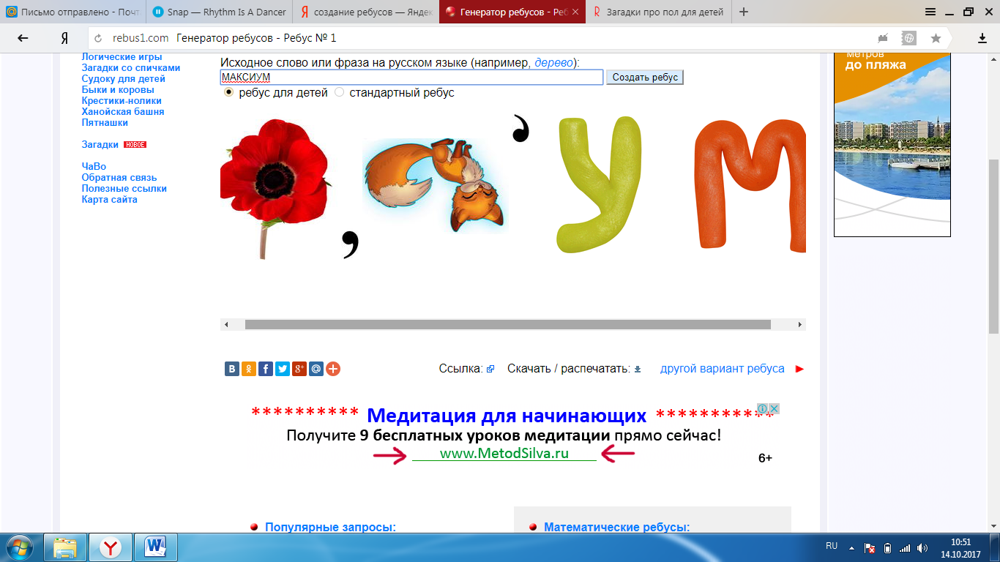 Письмо отправлено - Почт
Snap — Rhythm Is A Dancer
Я создание ребусов — Яндек
Генератор ребусов - Реб
R Загадки про пол для детей
Я rebus1.com Генератор ребусов - Ребус № 1
Логические игры
Загадки со спичками
Судоку для детей
Быки и коровы
Крестики-нолики
Ханойская башня
Пятнашки
Загадки НОВОЕ
ЧаВо
Обратная связь
Полезные ссылки
Карта сайта
Исходное слово или фраза на русском языке (например, дерево):
МАКСИУМ Создать ребус
ребус для детей стандартный ребус
, , У М
метров
до пляжа
Ссылка: Скачать / распечатать: другой вариант ребуса
********** Медитация для начинающих ***********
Получите 9 бесплатных уроков медитации прямо сейчас!
www.MetodSilva.ru
6+
Популярные запросы:
Математические ребусы:
RU
10:51
14.10.2017